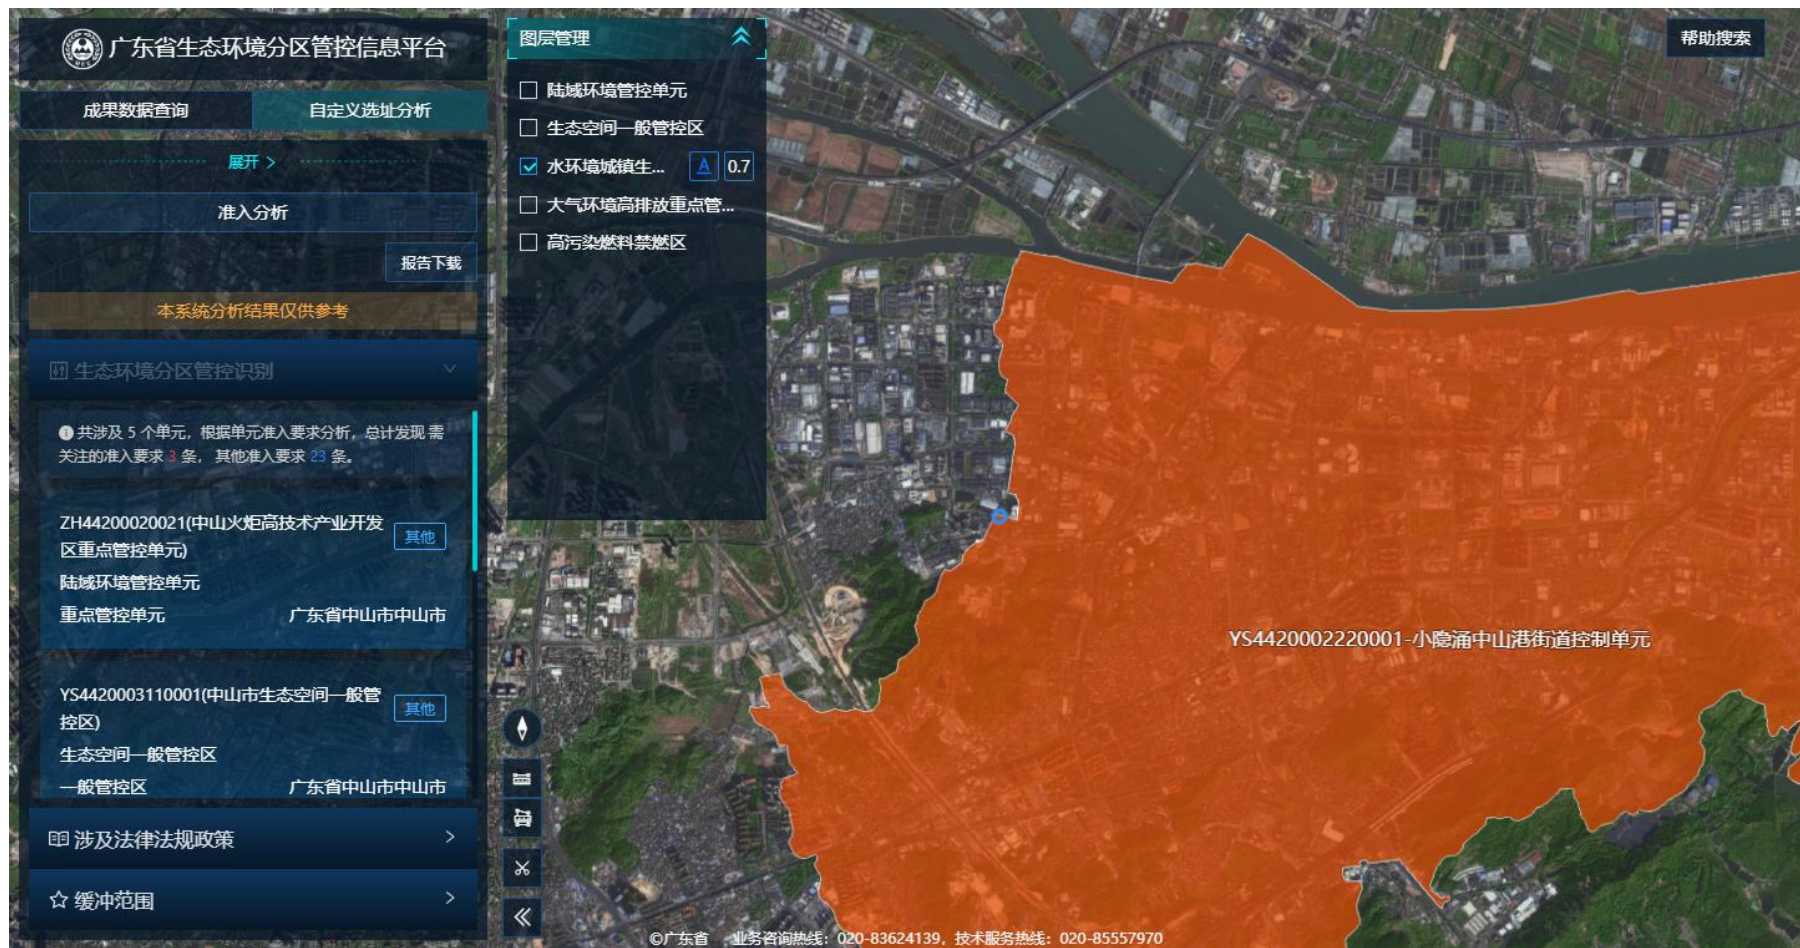 广东省生态环境分区管控信息平台
成果数据查询
自定义选址分析
展开 >
准入分析
报告下载
本系统分析结果仅供参考
生态环境分区管控识别
共涉及 5 个单元，根据单元准入要求分析，总计发现 需
关注的准入要求 3 条， 其他准入要求 23 条。
ZH44200020021(中山火炬高技术产业开发
区重点管控单元)
其他
陆域环境管控单元
重点管控单元
广东省中山市中山市
YS4420003110001(中山市生态空间一般管
控区)
其他
生态空间一般管控区
一般管控区
广东省中山市中山市
涉及法律法规政策
缓冲范围
图层管理
陆域环境管控单元
生态空间一般管控区
水环境城镇生...
A
0.7
大气环境高排放重点管...
高污染燃料禁燃区
帮助搜索
YS4420002220001-小隐涌中山港街道控制单元
©广东省 业务咨询热线：020-83624139，技术服务热线：020-85557970